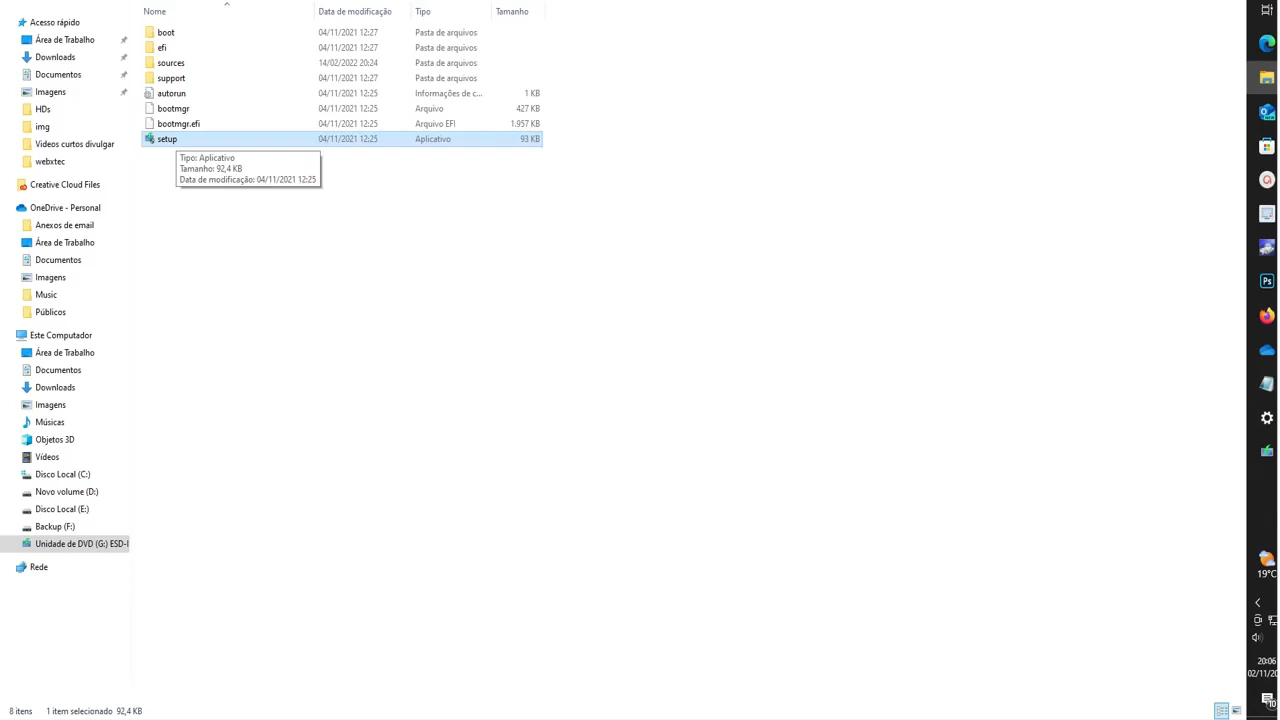 Nome Data de modificação Tipo Tamanho
Acesso rápido
Área de Trabalho
Downloads
Documentos
Imagens
HDs
img
Videos curtos divulgar
webxtec
Creative Cloud Files
OneDrive - Personal
Anexos de email
Área de Trabalho
Documentos
Imagens
Music
Públicos
Este Computador
Área de Trabalho
Documentos
Downloads
Imagens
Músicas
Objetos 3D
Vídeos
Disco Local (C:)
Novo volume (D:)
Disco Local (E:)
Backup (F:)
Unidade de DVD (G:) ESD-I
Rede
boot 04/11/2021 12:27 Pasta de arquivos
efi 04/11/2021 12:27 Pasta de arquivos
sources 14/02/2022 20:24 Pasta de arquivos
support 04/11/2021 12:27 Pasta de arquivos
autorun 04/11/2021 12:25 Informações de c... 1 KB
bootmgr 04/11/2021 12:25 Arquivo 427 KB
bootmgr.efi 04/11/2021 12:25 Arquivo EFI 1.957 KB
setup 04/11/2021 12:25 Aplicativo 93 KB
Tipo: Aplicativo
Tamanho: 92,4 KB
Data de modificação: 04/11/2021 12:25
Ps
19°C
20:06
02/11/20
10
8 itens 1 item selecionado 92,4 KB